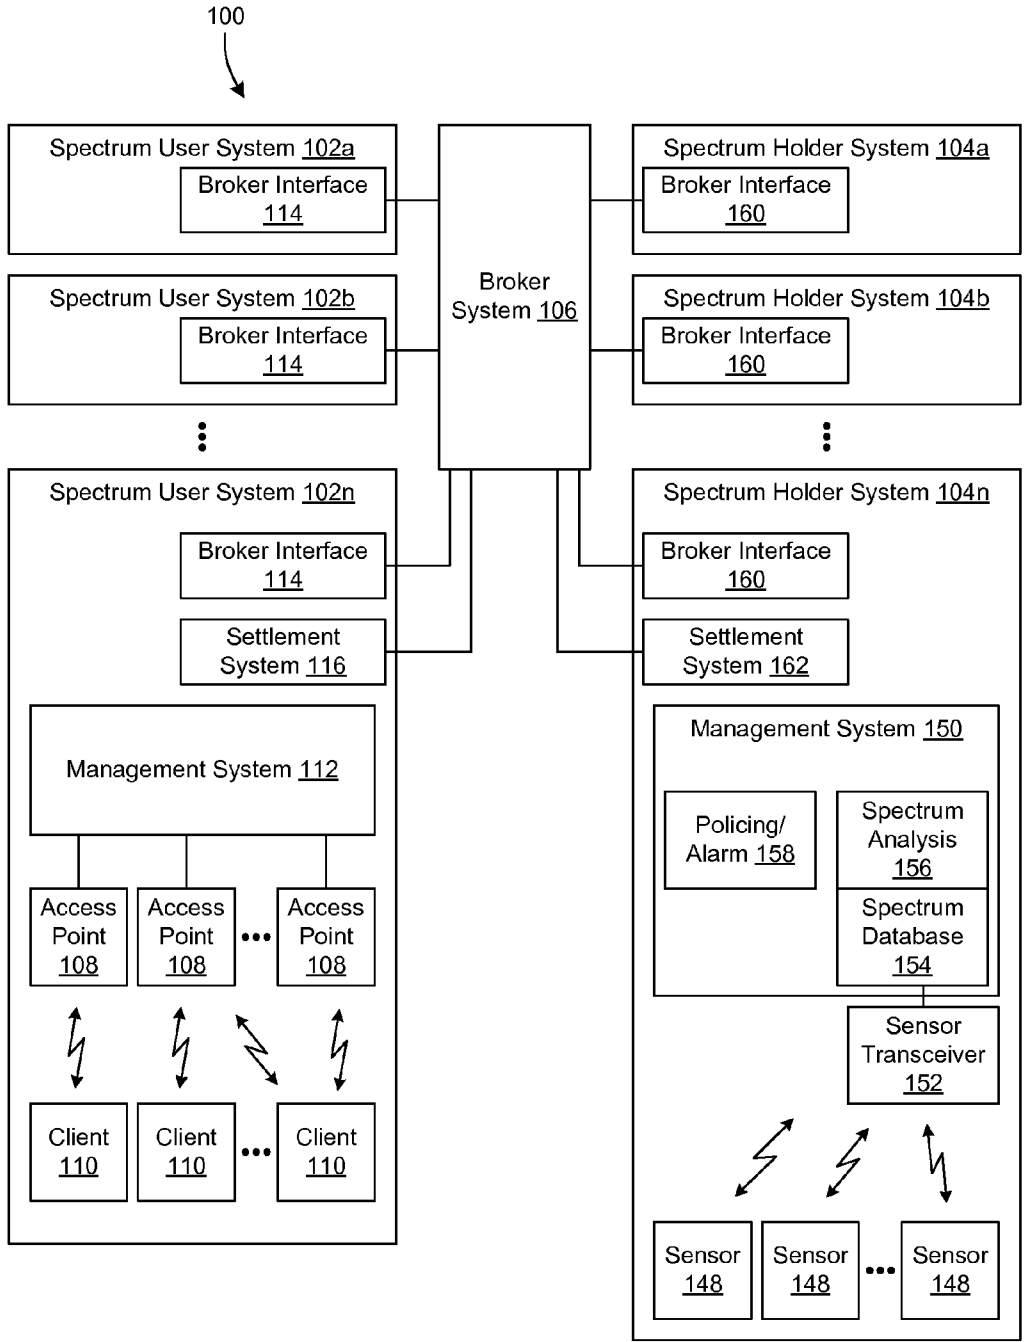 100
Spectrum User System 102a
Broker Interface
114
Spectrum User System 102b
Broker Interface
114
Broker
System 106
Spectrum Holder System 104a
Broker Interface
160
Spectrum Holder System 104b
Broker Interface
160
Spectrum User System 102n
Broker Interface
114
Settlement
System 116
Management System 112
Access
Point
108
Access
Point
108
Access
Point
108
Client
110
Client
110
Client
110
Spectrum Holder System 104n
Broker Interface
160
Settlement
System 162
Management System 150
Policing/
Alarm 158
Spectrum
Analysis
156
Spectrum
Database
154
Sensor
Transceiver
152
Sensor
148
Sensor
148
Sensor
148